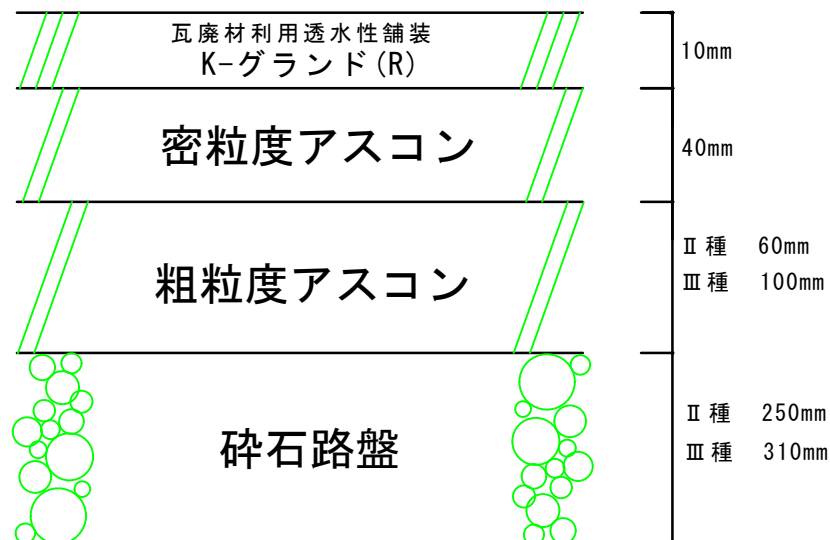 瓦廃材利用透水性舗装
K-グランド(R)
10mm
密粒度アスコン
40mm
粗粒度アスコン
Ⅱ種 60mm
Ⅲ種 100mm
砕石路盤
Ⅱ種 250mm
Ⅲ種 310mm